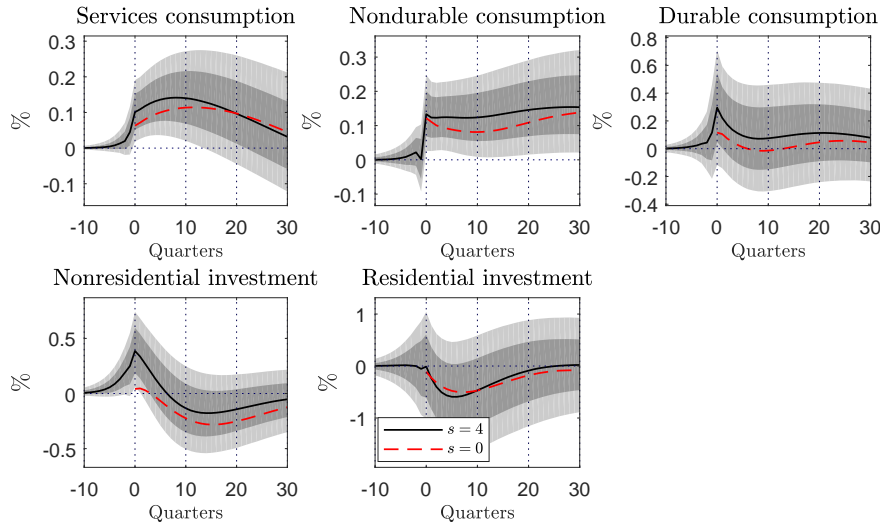 Services consumption
0.3
0.2
0.1
0
-0.1
%
-10 0 10 20 30
Quarters
Nondurable consumption
0.3
0.2
0.1
0
-0.1
%
-10 0 10 20 30
Quarters
Durable consumption
0.8
0.6
0.4
0.2
0
-0.2
-0.4
%
-10 0 10 20 30
Quarters
Nonresidential investment
0.5
0
-0.5
%
-10 0 10 20 30
Quarters
Residential investment
1
0
-1
%
s = 4
s = 0
-10 0 10 20 30
Quarters